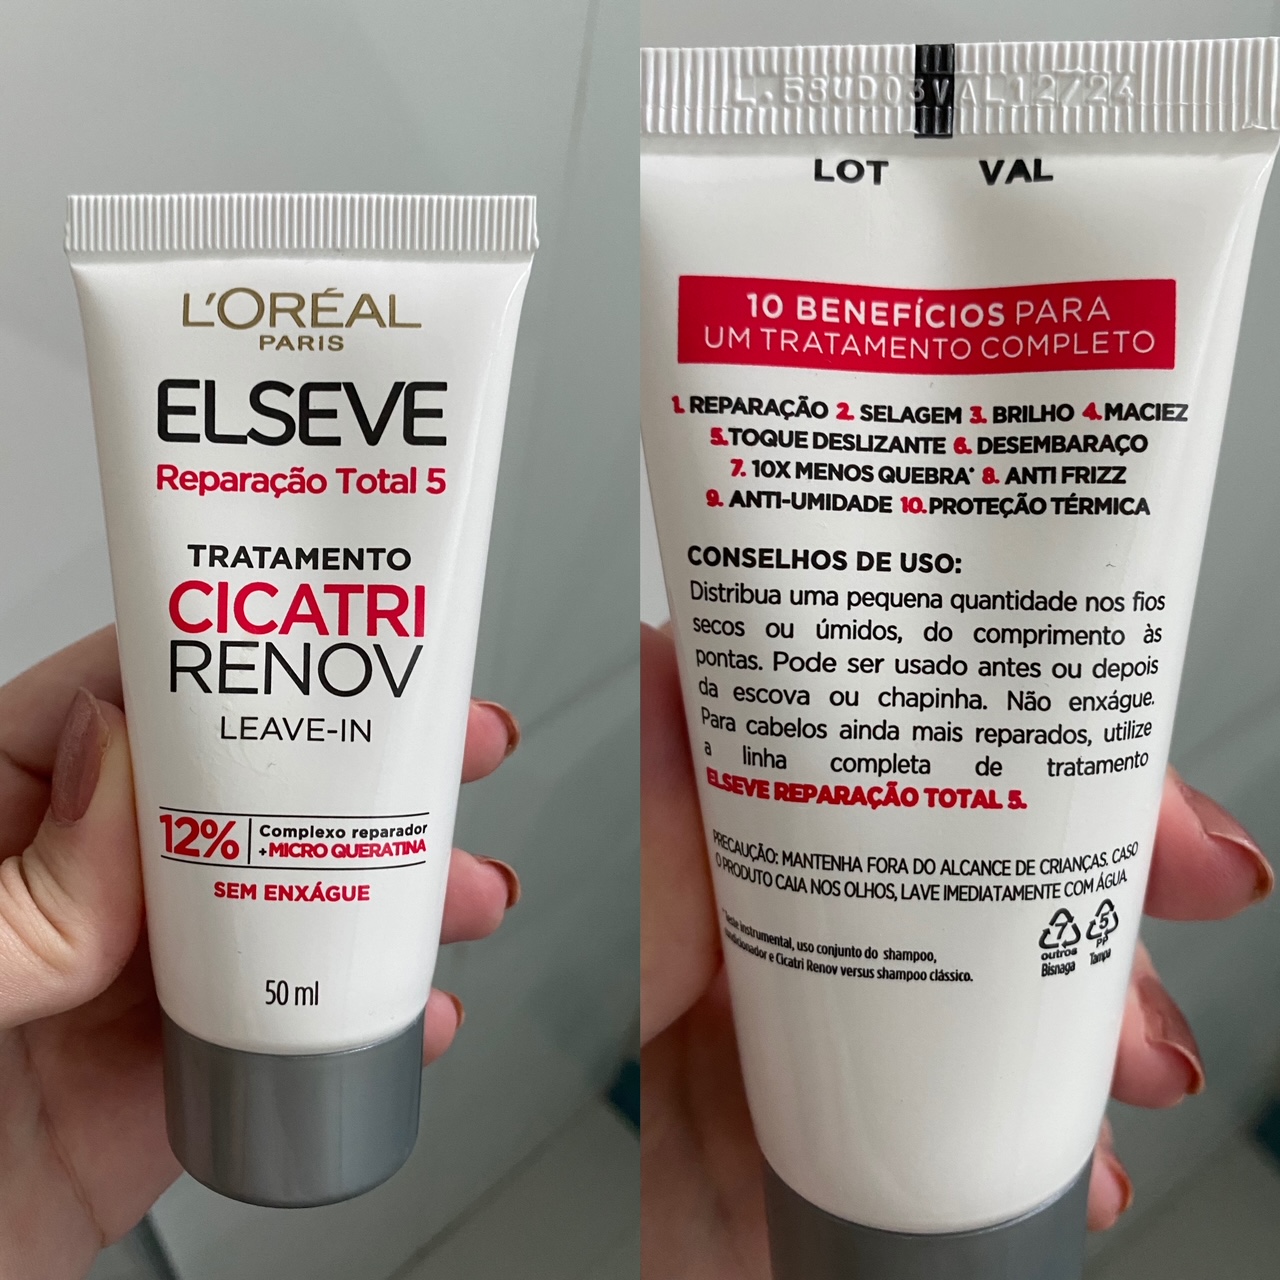 L'ORÉAL
PARIS
ELSEVE
Reparação Total 5
TRATAMENTO
CICATRI
RENOV
LEAVE-IN
12% Complexo reparador
+MICRO QUERATINA
SEM ENXÁGUE
50 ml
VAL12/24
LOT VAL
10 BENEFÍCIOS PARA
UM TRATAMENTO COMPLETO
1. REPARAÇÃO 2. SELAGEM 3. BRILHO 4. MACIEZ
5. TOQUE DESLIZANTE 6. DESEMBARAÇO
7. 10X MENOS QUEBRA* 8. ANTI FRIZZ
9. ANTI-UMIDADE 10. PROTEÇÃO TÉRMICA
CONSELHOS DE USO:
Distribua uma pequena quantidade nos fios
secos ou úmidos, do comprimento às
pontas. Pode ser usado antes ou depois
da escova ou chapinha. Não enxágue.
Para cabelos ainda mais reparados, utilize
a linha completa de tratamento
ELSEVE REPARAÇÃO TOTAL 5.
PRECAUÇÃO: MANTENHA FORA DO ALCANCE DE CRIANÇAS. CASO
O PRODUTO CAIA NOS OLHOS, LAVE IMEDIATAMENTE COM ÁGUA.
*Teste instrumental, uso conjunto do shampoo,
condicionador e Cicatri Renov versus shampoo clássico.
7 5
outros PP
Bisnaga Tampa